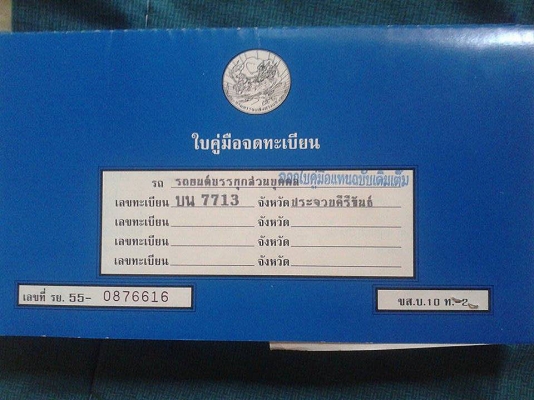 ใบคู่มือจดทะเบียน
รถ รถยนต์บรรทุกส่วนบุคคล ออกใบคู่มือแทนฉบับเดิมเต็ม
เลขทะเบียน บน 7713 จังหวัด ประจวบคีรีขันธ์
เลขทะเบียน จังหวัด
เลขทะเบียน จังหวัด
เลขทะเบียน จังหวัด
เลขที่ รย. 55- 0876616
ขส.บ.10 ท.